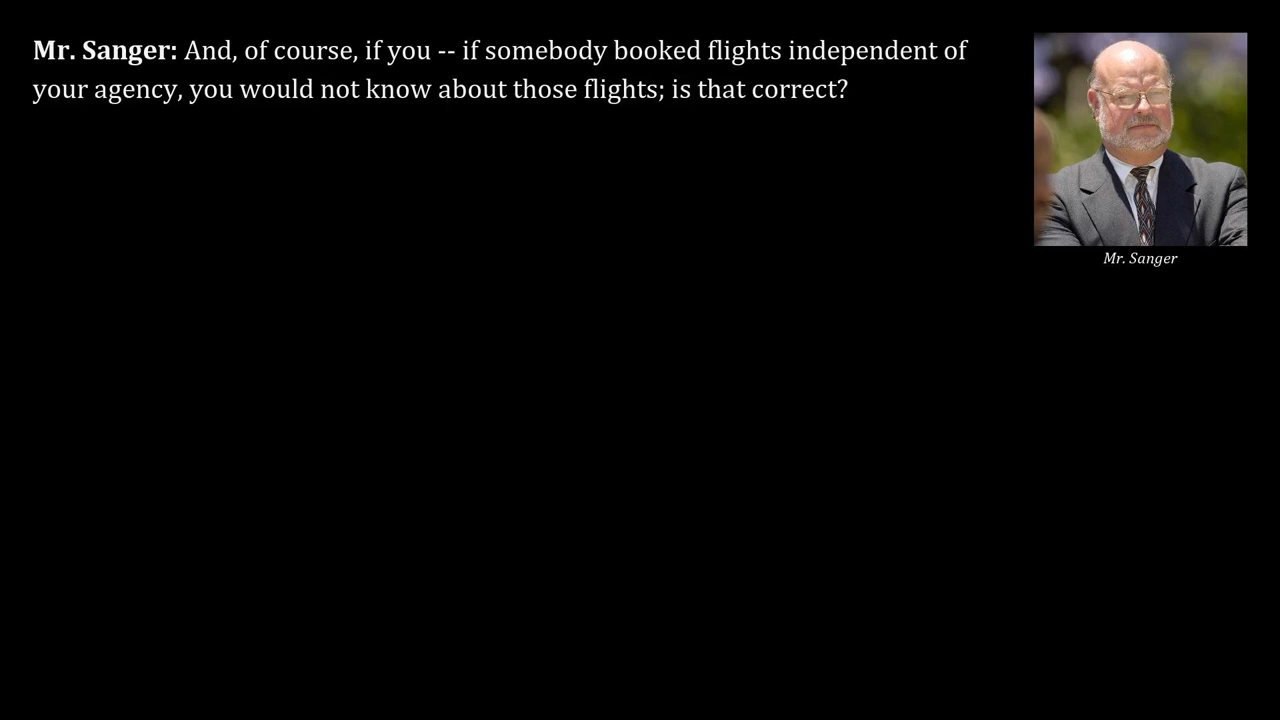 Mr. Sanger: And, of course, if you -- if somebody booked flights independent of
your agency, you would not know about those flights; is that correct?
Mr. Sanger